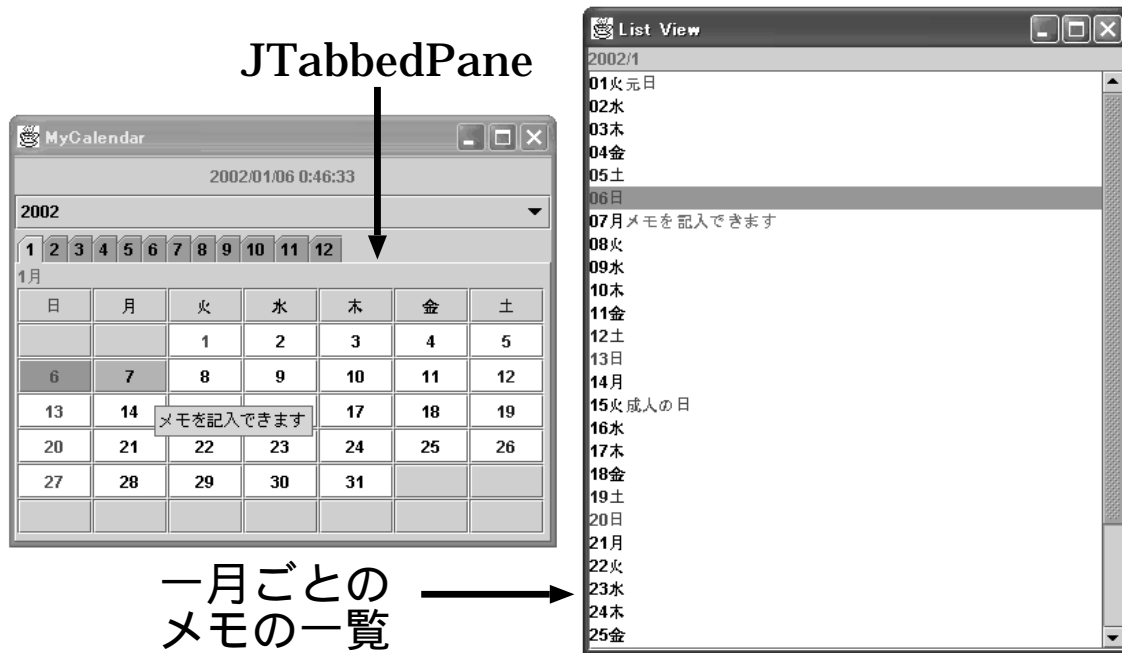 JTabbedPane
MyCalendar
2002/01/06 0:46:33
2002
1 2 3 4 5 6 7 8 9 10 11 12
1月
日 月 火 水 木 金 土
1 2 3 4 5
6 7 8 9 10 11 12
13 14 17 18 19
メモを記入できます
20 21 22 23 24 25 26
27 28 29 30 31
一月ごとの
メモの一覧
List View
2002/1
01火元日
02水
03木
04金
05土
06日
07月メモを記入できます
08火
09水
10木
11金
12土
13日
14月
15火成人の日
16水
17木
18金
19土
20日
21月
22火
23水
24木
25金